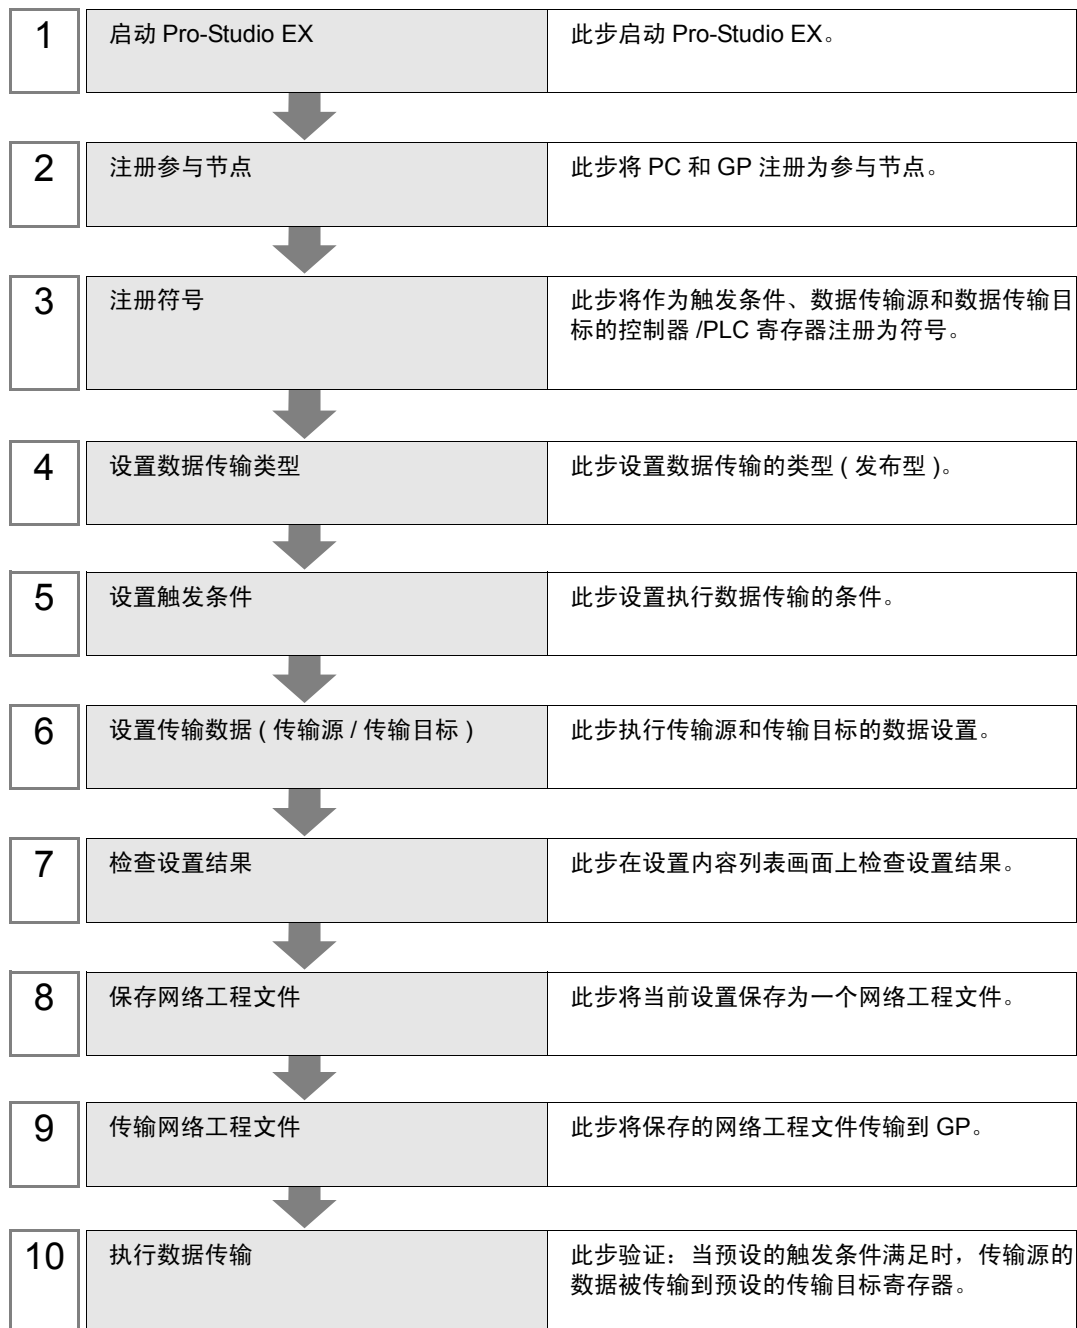 1
启动 Pro-Studio EX
此步启动 Pro-Studio EX。
2
注册参与节点
此步将 PC 和 GP 注册为参与节点。
3
注册符号
此步将作为触发条件、数据传输源和数据传输目
标的控制器 /PLC 寄存器注册为符号。
4
设置数据传输类型
此步设置数据传输的类型 ( 发布型 )。
5
设置触发条件
此步设置执行数据传输的条件。
6
设置传输数据 ( 传输源 / 传输目标 )
此步执行传输源和传输目标的数据设置。
7
检查设置结果
此步在设置内容列表画面上检查设置结果。
8
保存网络工程文件
此步将当前设置保存为一个网络工程文件。
9
传输网络工程文件
此步将保存的网络工程文件传输到 GP。
10
执行数据传输
此步验证：当预设的触发条件满足时，传输源的
数据被传输到预设的传输目标寄存器。